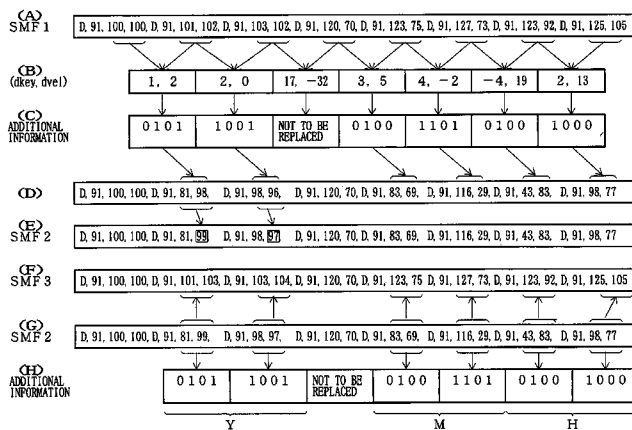 (A)
SMF1 D, 91, 100, 100, D, 91, 101, 102, D, 91, 103, 102, D, 91, 120, 70, D, 91, 123, 75, D, 91, 127, 73, D, 91, 123, 92, D, 91, 125, 105
(B)
(dkey, dvel) 1, 2 2, 0 17, -32 3, 5 4, -2 -4, 19 2, 13
(C)
ADDITIONAL INFORMATION 0101 1001 NOT TO BE REPLACED 0100 1101 0100 1000
(D) D, 91, 100, 100, D, 91, 81, 98, D, 91, 98, 96, D, 91, 120, 70, D, 91, 83, 69, D, 91, 116, 29, D, 91, 43, 83, D, 91, 98, 77
(E)
SMF2 D, 91, 100, 100, D, 91, 81, 99 D, 91, 98, 97 D, 91, 120, 70, D, 91, 83, 69, D, 91, 116, 29, D, 91, 43, 83, D, 91, 98, 77
(F)
SMF3 D, 91, 100, 100, D, 91, 101, 103, D, 91, 103, 104, D, 91, 120, 70, D, 91, 123, 75, D, 91, 127, 73, D, 91, 123, 92, D, 91, 125, 105
(G)
SMF2 D, 91, 100, 100, D, 91, 81, 99, D, 91, 98, 97, D, 91, 120, 70, D, 91, 83, 69, D, 91, 116, 29, D, 91, 43, 83, D, 91, 98, 77
(H)
ADDITIONAL INFORMATION 0101 1001 NOT TO BE REPLACED 0100 1101 0100 1000
Y M H